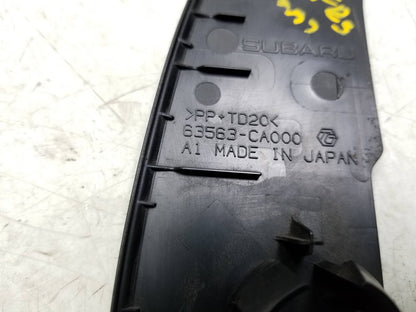 SUBARU
>PP+TD20<
63563-CA000
A1 MADE IN JAPAN